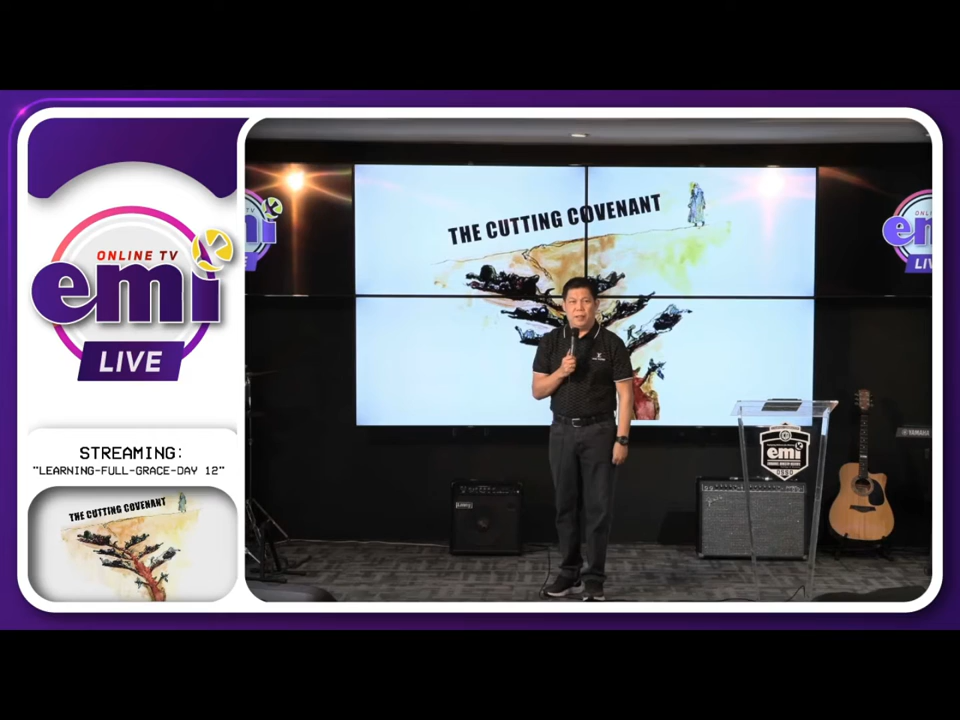 ONLINE TV
emi
LIVE
STREAMING:
"LEARNING-FULL-GRACE-DAY 12"
THE CUTTING COVENANT
THE CUTTING COVENANT
emi
YAMAHA
emi